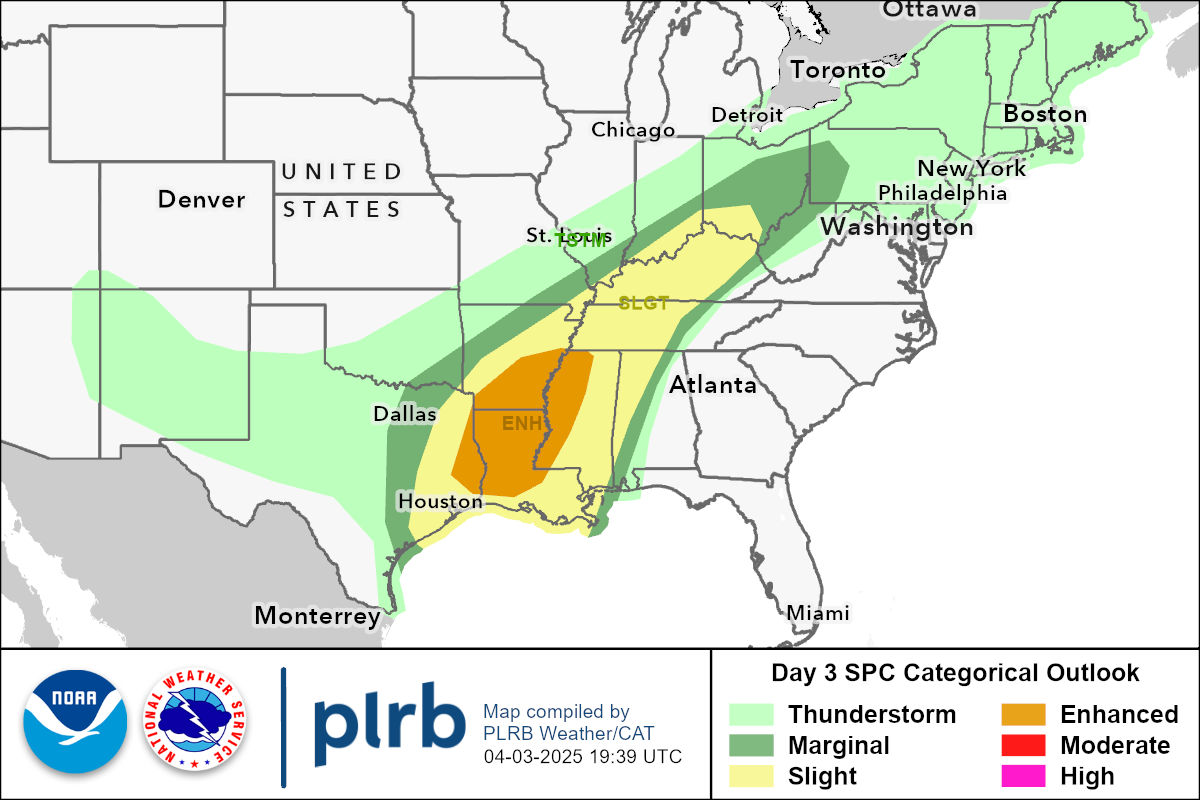 Ottawa
Toronto
Detroit
Boston
Chicago
UNITED
New York
Denver
Philadelphia
STATES
Washington
St. Louis
TSTM
SLGT
Atlanta
Dallas
ENH
Houston
Monterrey
Miami
NOAA
NATIONAL WEATHER SERVICE
plrb
Map compiled by
PLRB Weather/CAT
04-03-2025 19:39 UTC
Day 3 SPC Categorical Outlook
Thunderstorm
Enhanced
Marginal
Moderate
Slight
High